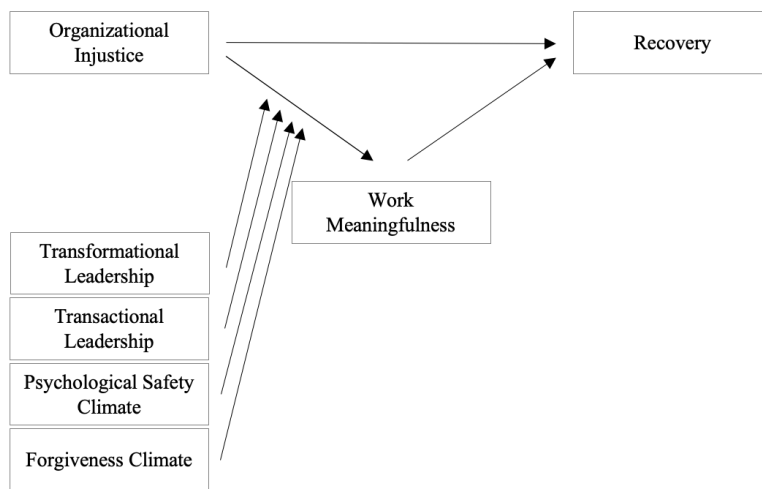 Organizational
Injustice
Recovery
Work
Meaningfulness
Transformational
Leadership
Transactional
Leadership
Psychological Safety
Climate
Forgiveness Climate